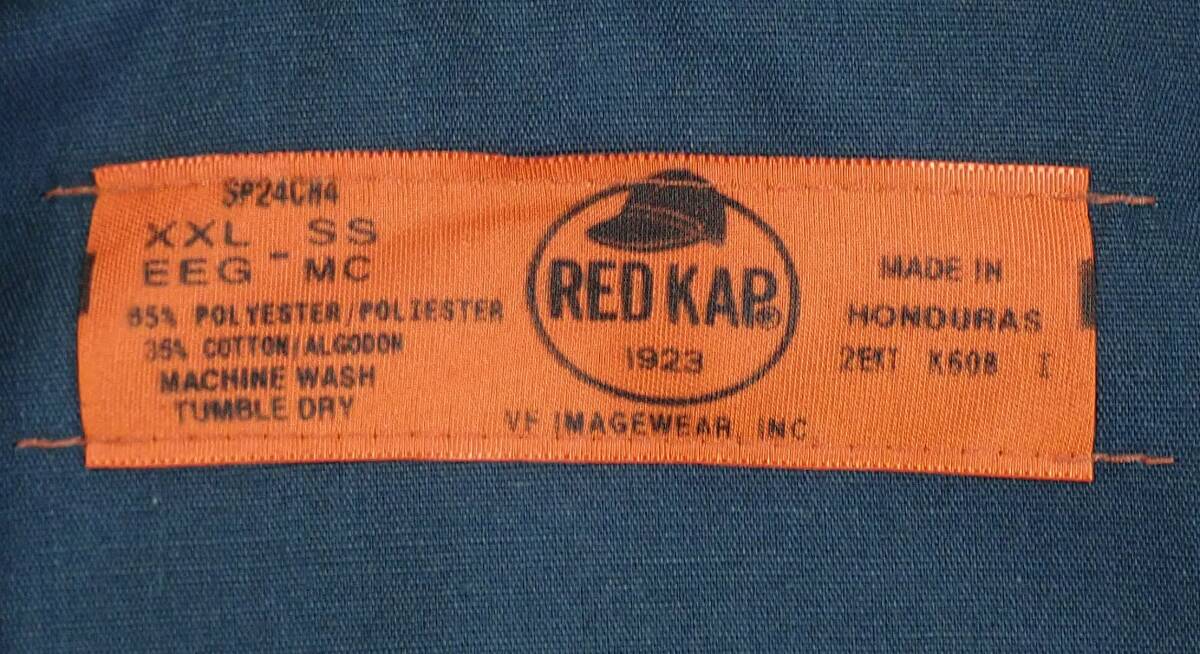 SP24CH4
XXL - SS
EEG MC
65% POLYESTER/POLIESTER
35% COTTON/ALGODON
MACHINE WASH
TUMBLE DRY
RED KAP®
1923
VF IMAGEWEAR, INC.
MADE IN
HONDURAS
2EKT K608 I